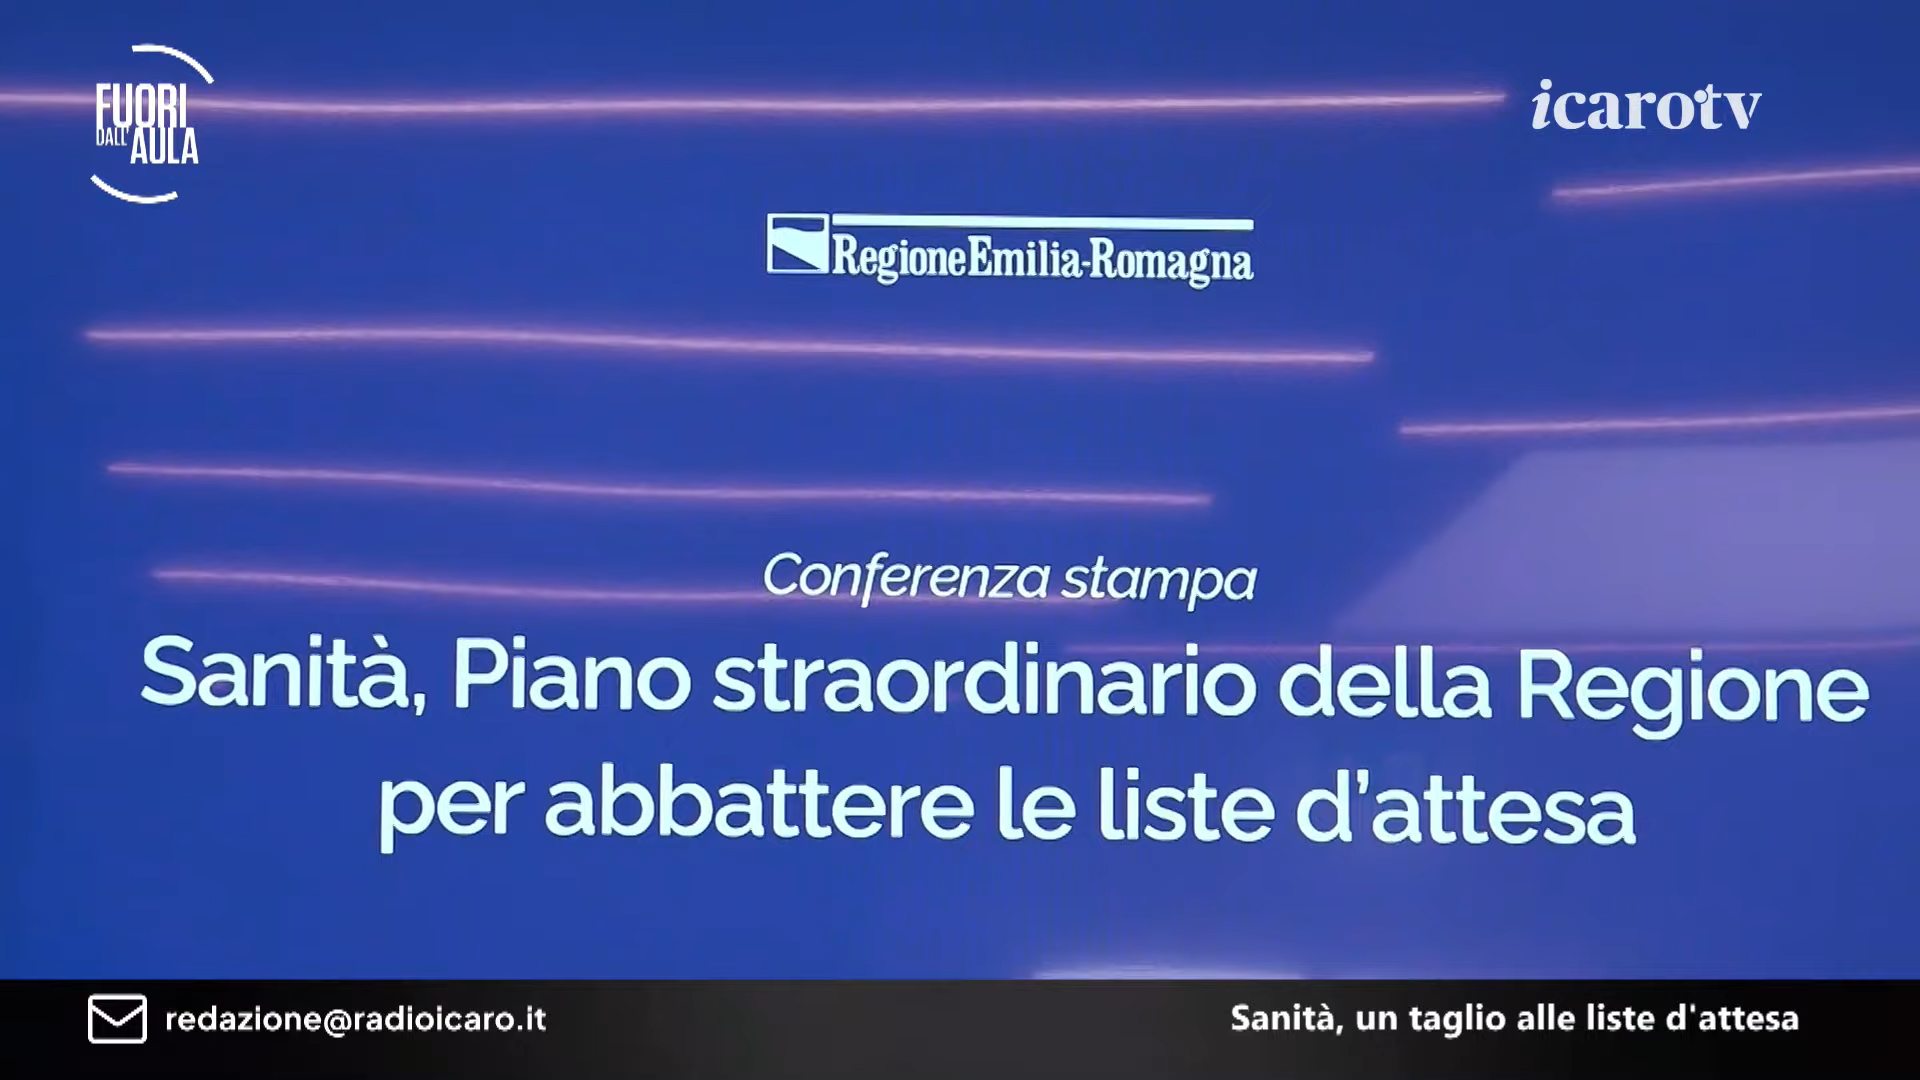 FUORI
DALL'AULA
icarotv
RegioneEmilia-Romagna
Conferenza stampa
Sanità, Piano straordinario della Regione
per abbattere le liste d'attesa
redazione@radioicaro.it
Sanità, un taglio alle liste d'attesa